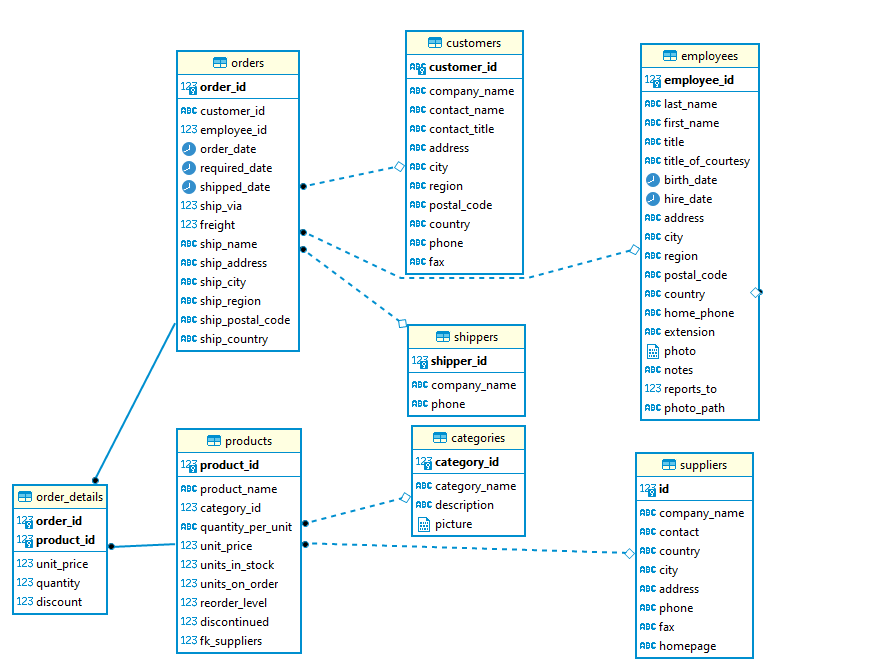 orders
123 order_id
ABC customer_id
123 employee_id
order_date
required_date
shipped_date
123 ship_via
123 freight
ABC ship_name
ABC ship_address
ABC ship_city
ABC ship_region
ABC ship_postal_code
ABC ship_country
customers
ABC customer_id
ABC company_name
ABC contact_name
ABC contact_title
ABC address
ABC city
ABC region
ABC postal_code
ABC country
ABC phone
ABC fax
employees
123 employee_id
ABC last_name
ABC first_name
ABC title
ABC title_of_courtesy
birth_date
hire_date
ABC address
ABC city
ABC region
ABC postal_code
ABC country
ABC home_phone
ABC extension
photo
ABC notes
123 reports_to
ABC photo_path
shippers
123 shipper_id
ABC company_name
ABC phone
order_details
123 order_id
123 product_id
123 unit_price
123 quantity
123 discount
products
123 product_id
ABC product_name
123 category_id
ABC quantity_per_unit
123 unit_price
123 units_in_stock
123 units_on_order
123 reorder_level
123 discontinued
123 fk_suppliers
categories
123 category_id
ABC category_name
ABC description
picture
suppliers
123 id
ABC company_name
ABC contact
ABC country
ABC city
ABC address
ABC phone
ABC fax
ABC homepage